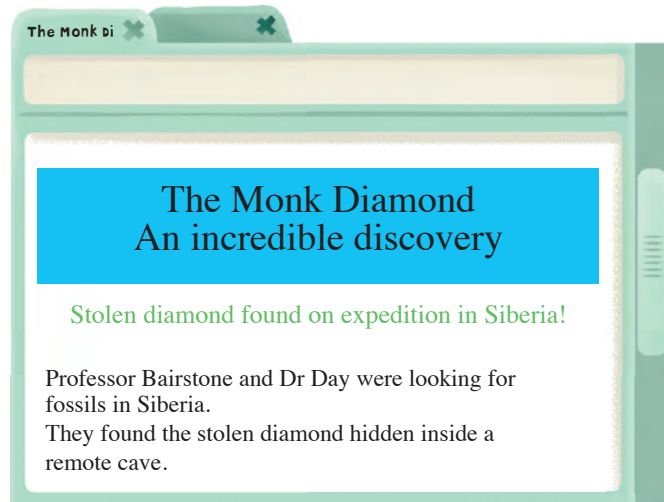 The Monk Di
The Monk Diamond
An incredible discovery
Stolen diamond found on expedition in Siberia!
Professor Bairstone and Dr Day were looking for
fossils in Siberia.
They found the stolen diamond hidden inside a
remote cave.